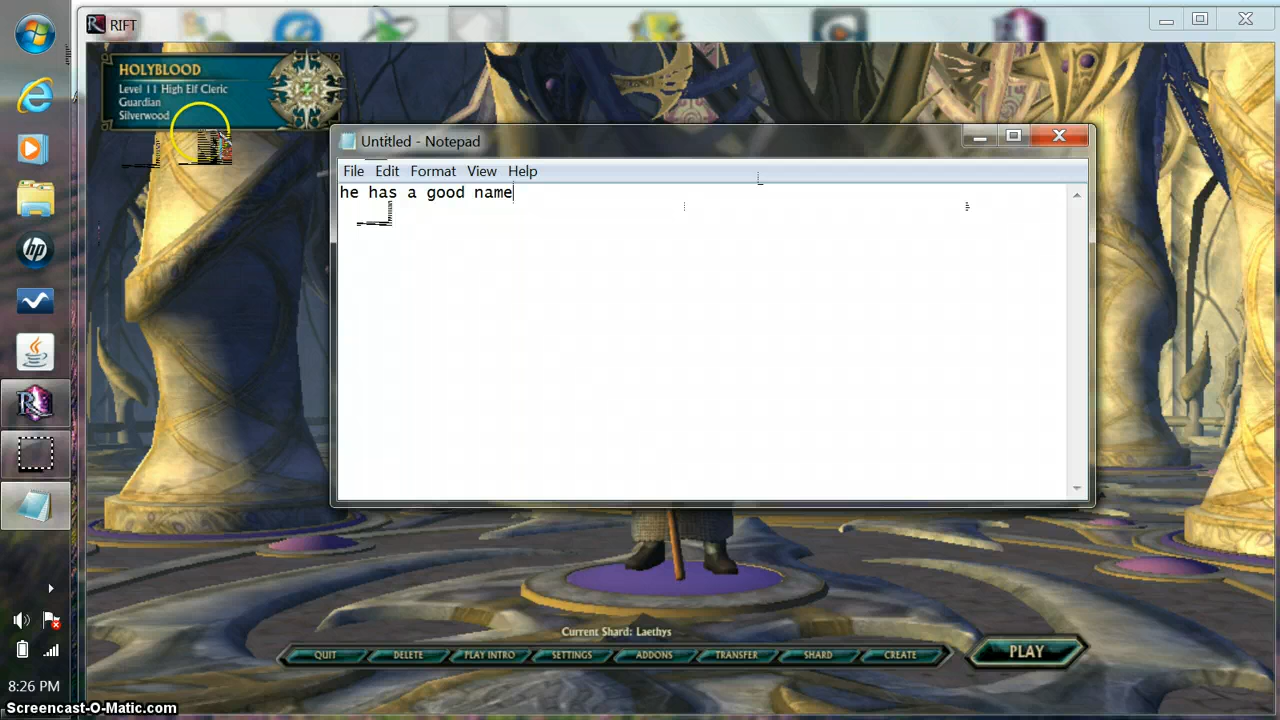 RIFT
HOLYBLOOD
Level 11 High Elf Cleric
Guardian
Silverwood
Untitled - Notepad
File Edit Format View Help
he has a good name
hp
Current Shard: Laethys
QUIT DELETE PLAY INTRO SETTINGS ADDONS TRANSFER SHARD CREATE PLAY
8:26 PM
Screencast-O-Matic.com